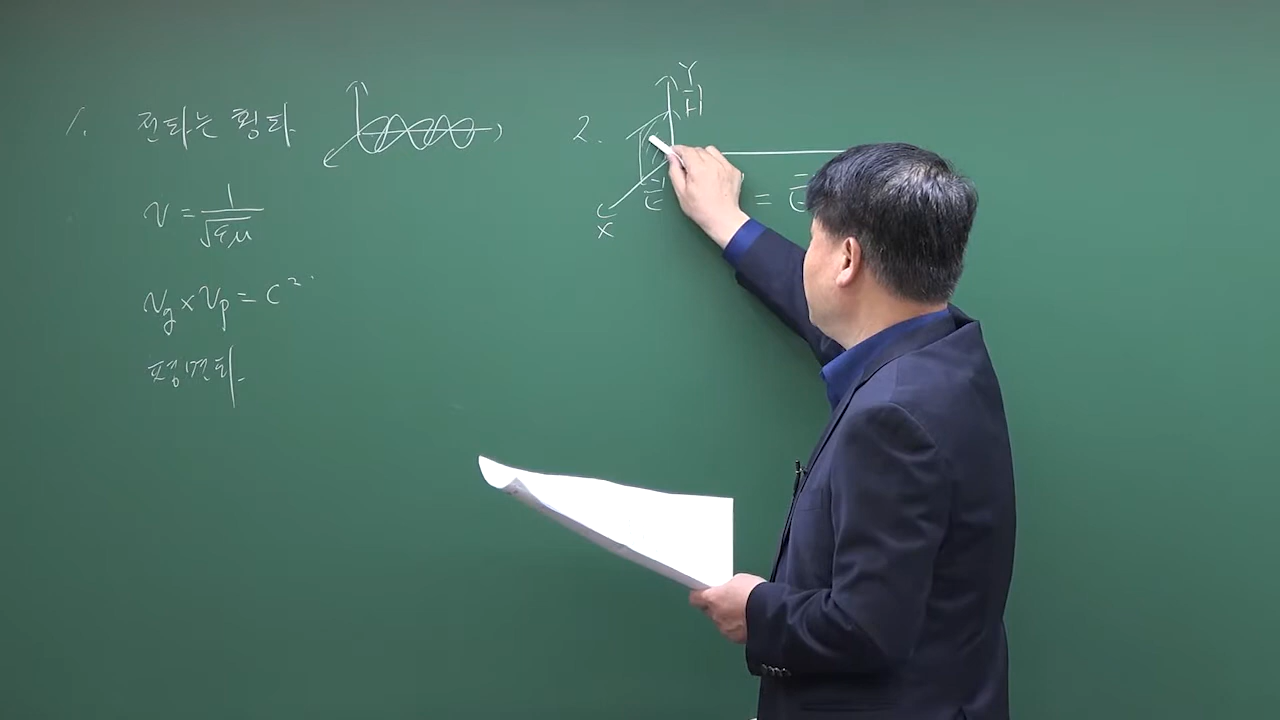 1. 전파는 횡파.
v = 1/√εμ
v_g × v_p = c²
평면파.
2.
Y
H
E
X
= E